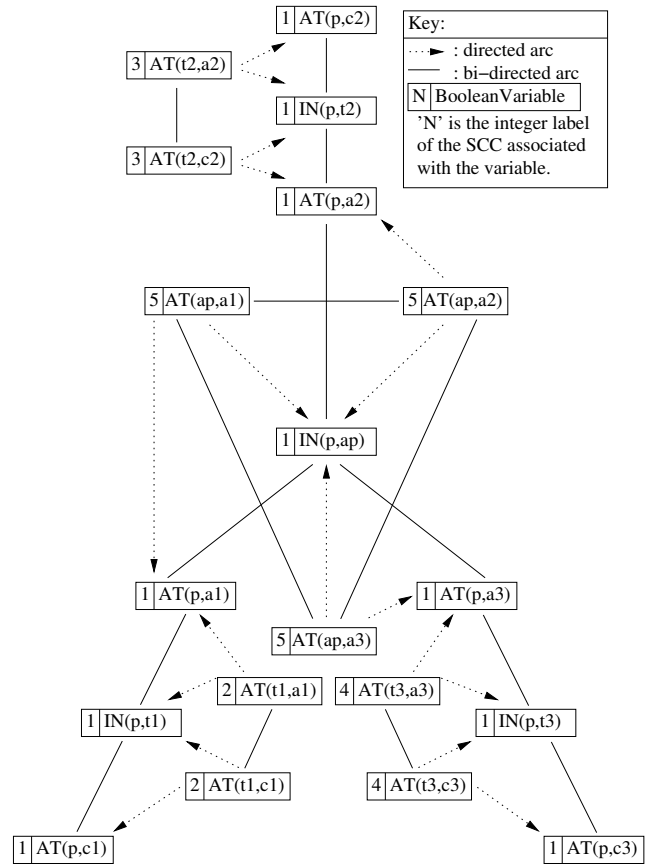 1 AT(p,c2)
Key:
: directed arc
: bi-directed arc
N BooleanVariable
'N' is the integer label
of the SCC associated
with the variable.
3 AT(t2,a2)
1 IN(p,t2)
3 AT(t2,c2)
1 AT(p,a2)
5 AT(ap,a1)
5 AT(ap,a2)
1 IN(p,ap)
1 AT(p,a1)
1 AT(p,a3)
5 AT(ap,a3)
2 AT(t1,a1)
4 AT(t3,a3)
1 IN(p,t1)
1 IN(p,t3)
2 AT(t1,c1)
4 AT(t3,c3)
1 AT(p,c1)
1 AT(p,c3)